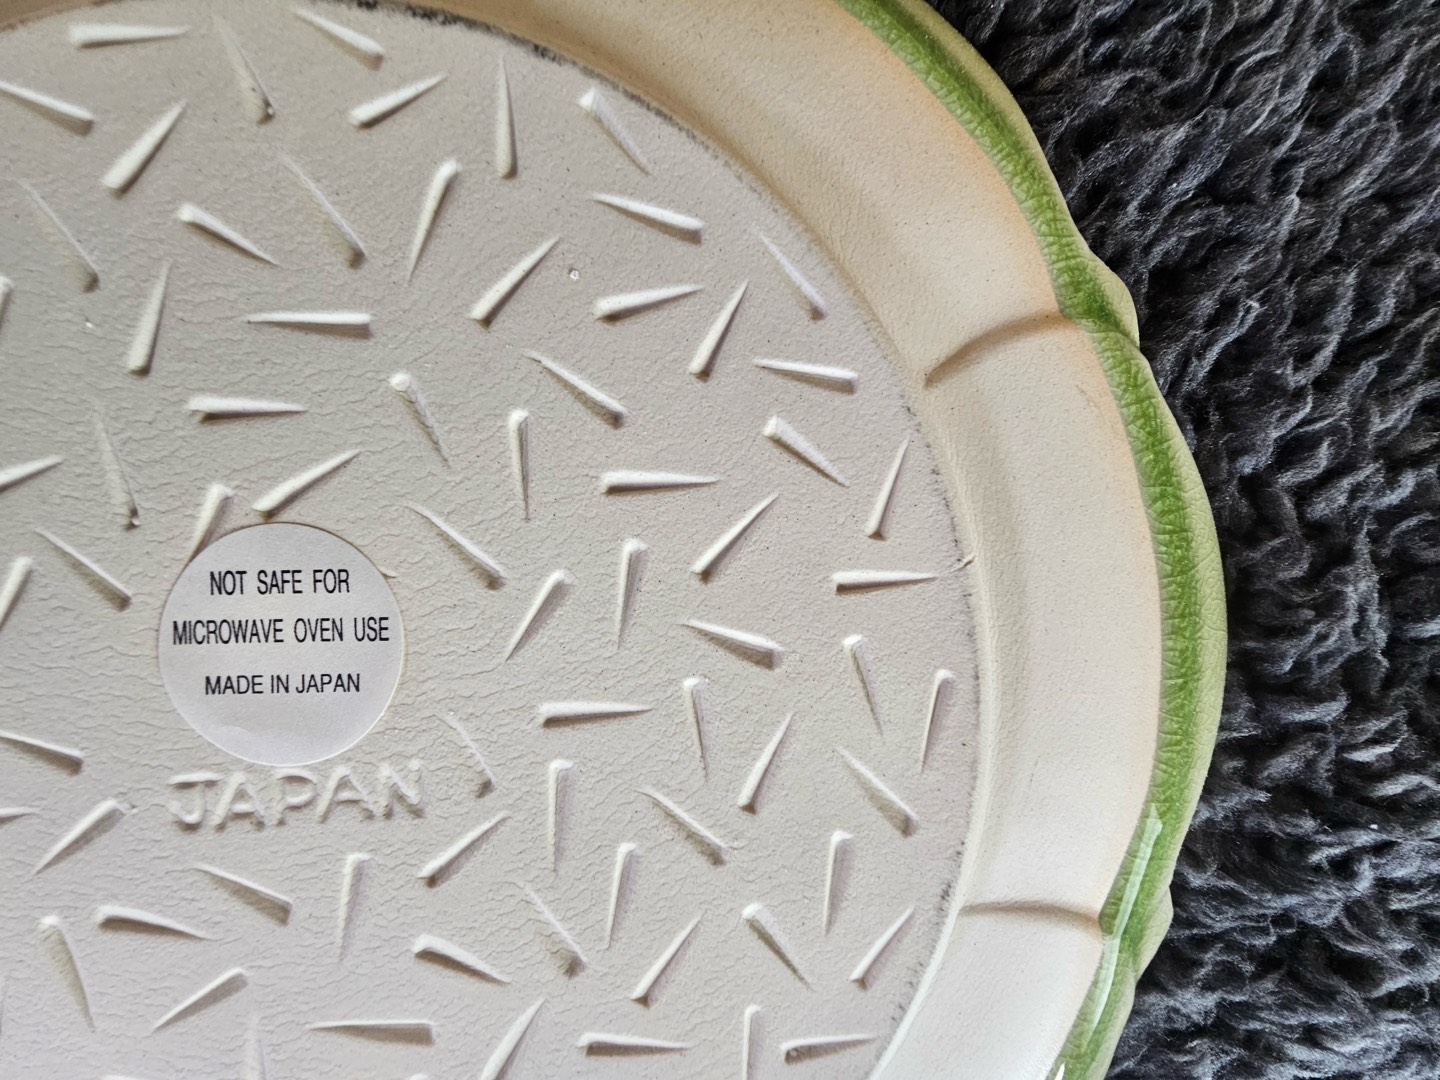 NOT SAFE FOR
MICROWAVE OVEN USE
MADE IN JAPAN
JAPAN